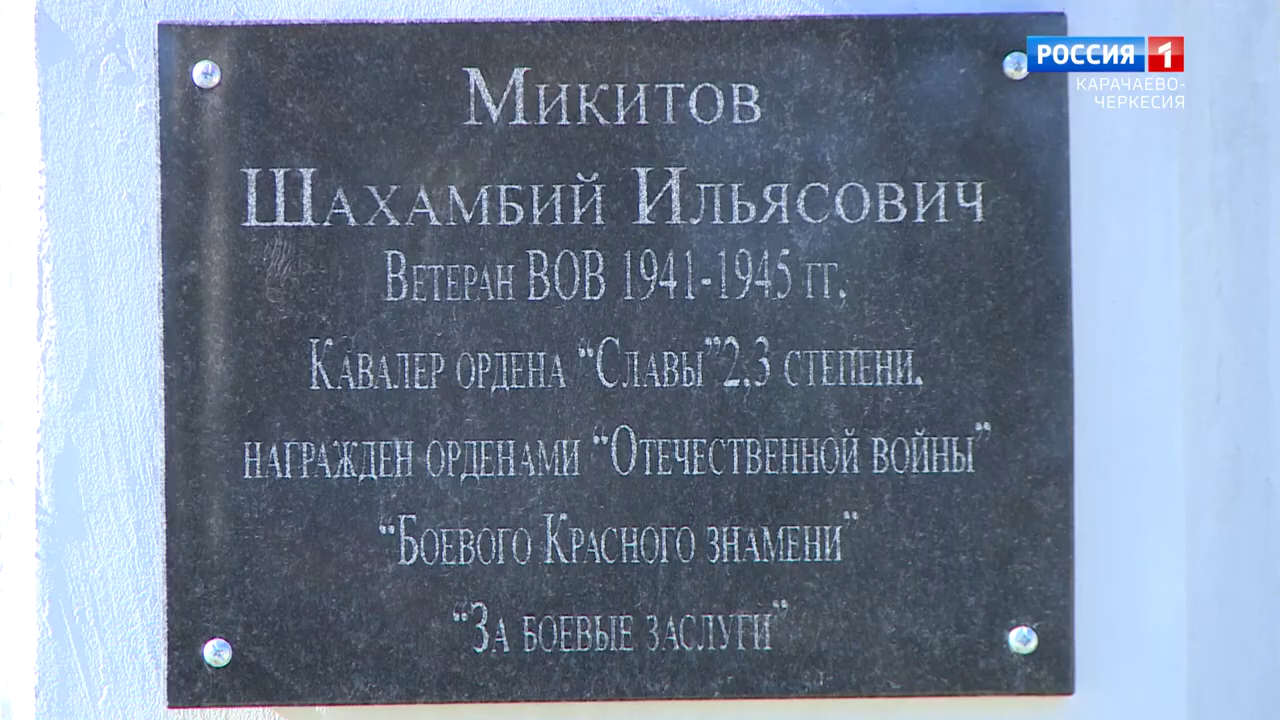 РОССИЯ 1
КАРАЧАЕВО-
ЧЕРКЕСИЯ
Микитов
Шахамбий Ильясович
Ветеран ВОВ 1941-1945 гг.
Кавалер ордена “Славы”2,3 степени.
награжден орденами “Отечественной войны”
“Боевого Красного знамени”
“За боевые заслуги”